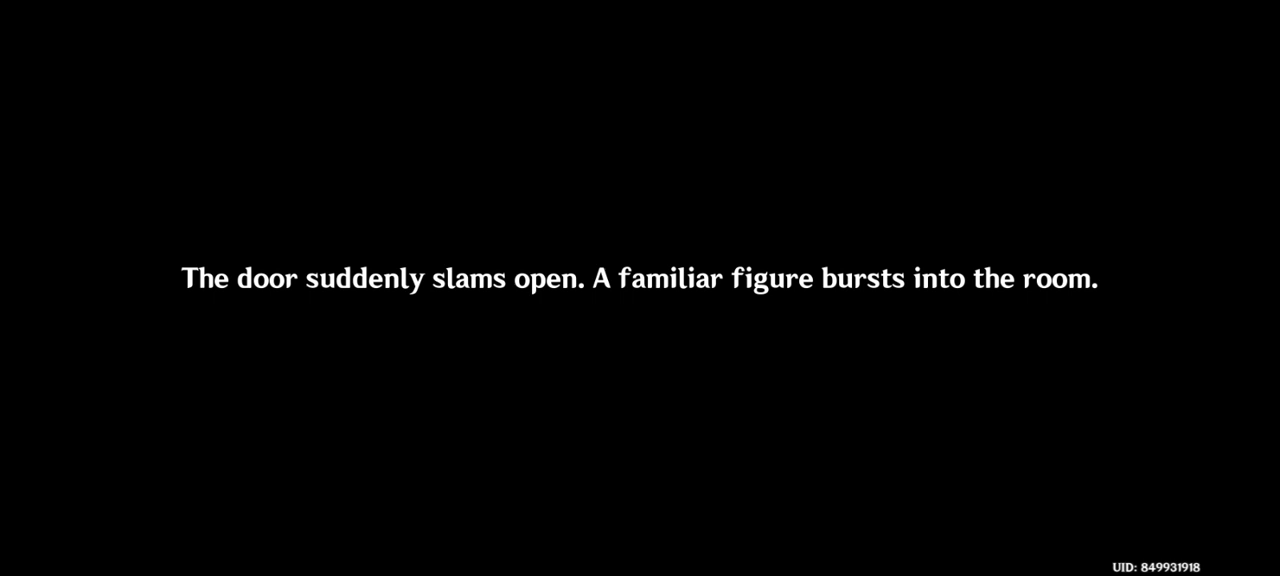 The door suddenly slams open. A familiar figure bursts into the room.
UID: 849931918